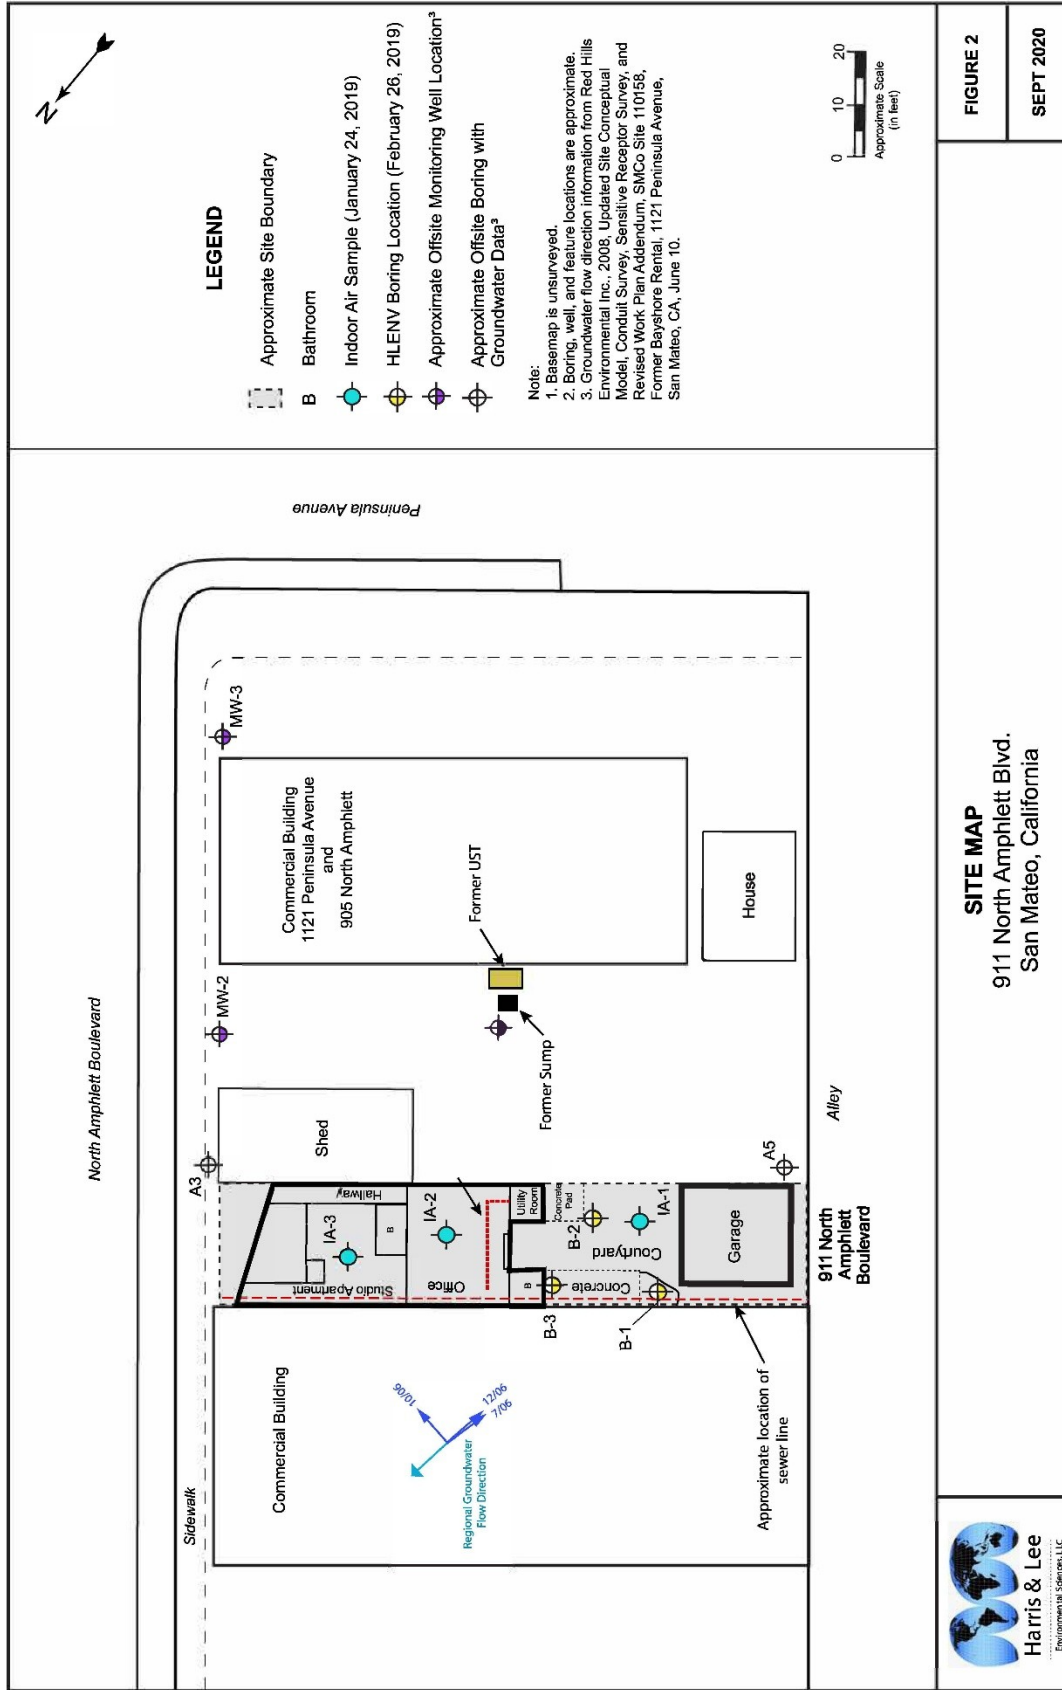 N
LEGEND
Approximate Site Boundary
B Bathroom
Indoor Air Sample (January 24, 2019)
HLENV Boring Location (February 26, 2019)
Approximate Offsite Monitoring Well Location³
Approximate Offsite Boring with
Groundwater Data³
Note:
1. Basemap is unsurveyed.
2. Boring, well, and feature locations are approximate.
3. Groundwater flow direction information from Red Hills
Environmental Inc., 2008, Updated Site Conceptual
Model, Conduit Survey, Sensitive Receptor Survey, and
Revised Work Plan Addendum, SMCo Site 110158,
Former Bayshore Rental, 1121 Peninsula Avenue,
San Mateo, CA, June 10.
0 10 20
Approximate Scale
(in feet)
North Amphlett Boulevard
Sidewalk
Peninsula Avenue
A3
MW-2
MW-3
Commercial Building
Shed
Commercial Building
1121 Peninsula Avenue
and
905 North Amphlett
Hallway
IA-3
B
Studio Apartment
IA-2
Office
10/06
12/06
7/06
Regional Groundwater
Flow Direction
Former UST
Former Sump
B
Utility
Room
Concrete
Pad
B-3
Concrete
B-2
Courtyard
IA-1
B-1
Garage
A5
House
Approximate location of
sewer line
911 North
Amphlett
Boulevard
Alley
Harris & Lee
Environmental Sciences, LLC
SITE MAP
911 North Amphlett Blvd.
San Mateo, California
FIGURE 2
SEPT 2020